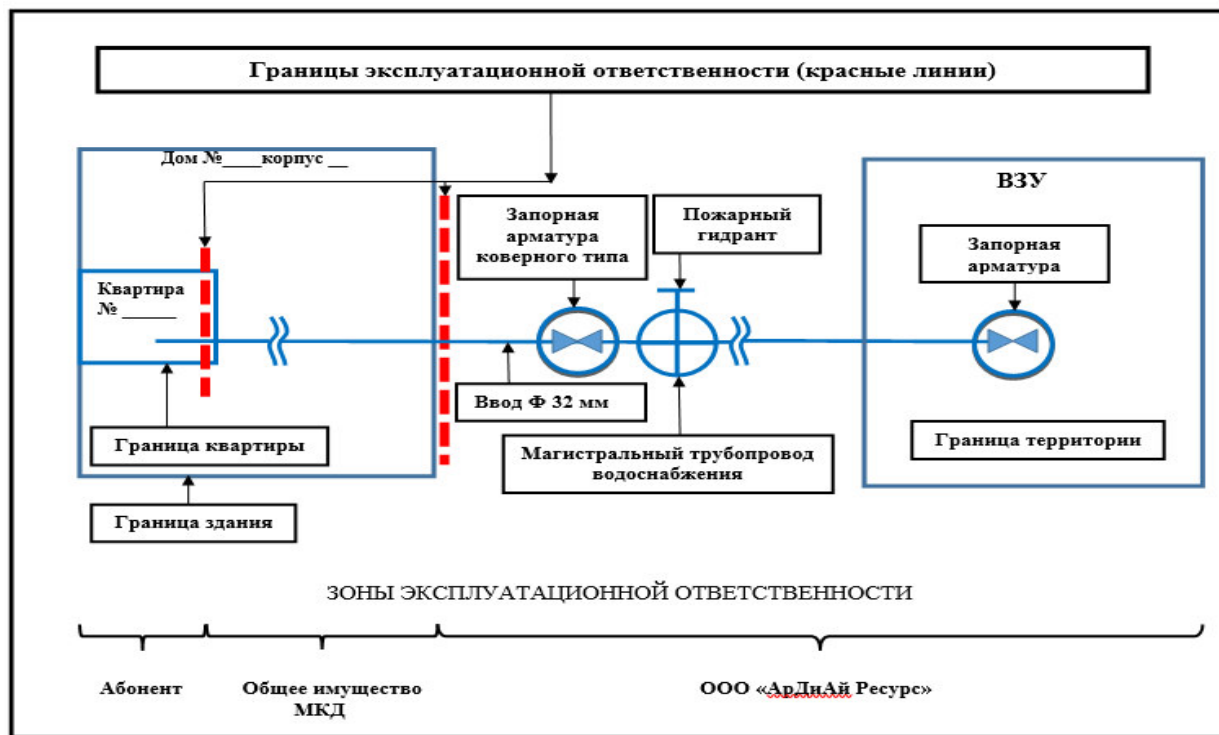 Границы эксплуатационной ответственности (красные линии)
Дом №____корпус __
ВЗУ
Запорная
арматура
коверного типа
Пожарный
гидрант
Запорная
арматура
Квартира
№ _____
Ввод Ф 32 мм
Граница квартиры
Магистральный трубопровод
водоснабжения
Граница территории
Граница здания
ЗОНЫ ЭКСПЛУАТАЦИОННОЙ ОТВЕТСТВЕННОСТИ
Абонент
Общее имущество
МКД
ООО «АрДиАй Ресурс»